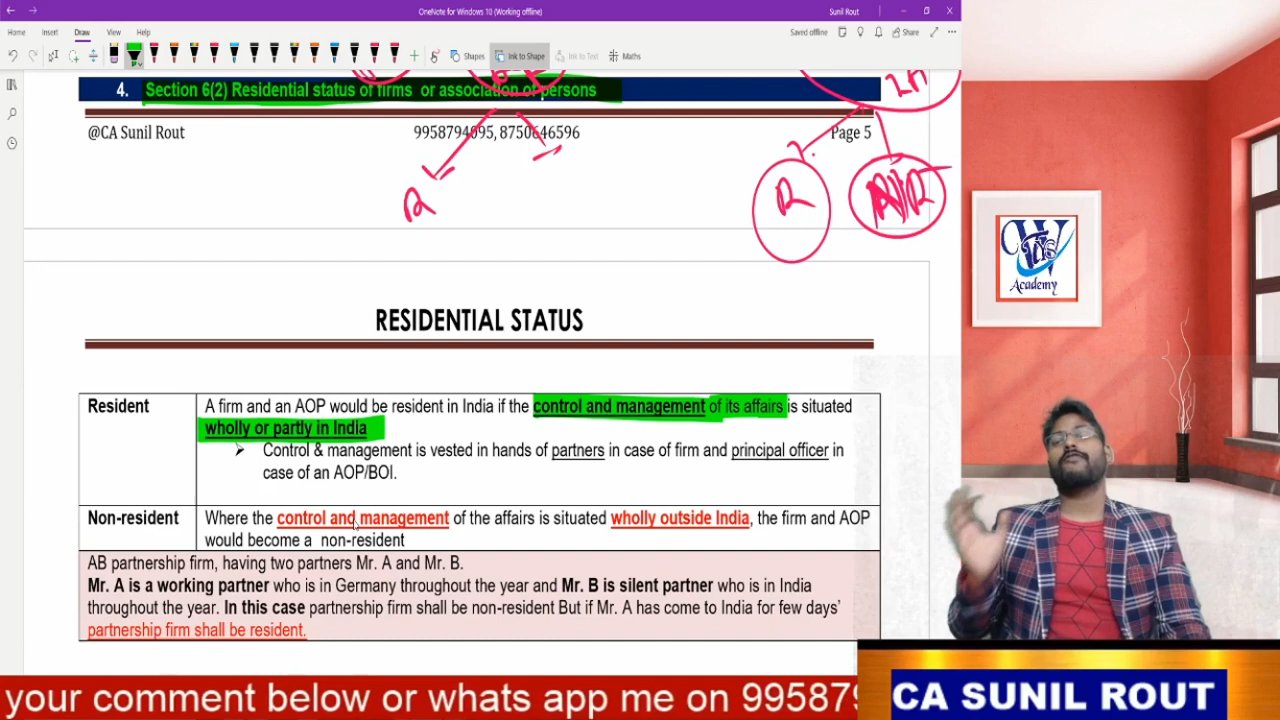 OneNote for Windows 10 (Working offline)
Sunil Rout
Home Insert Draw View Help
Saved offline Share
Shapes Ink to Shape Ink to Text Maths
4. Section 6(2) Residential status of firms or association of persons
@CA Sunil Rout 9958794095, 8750646596 Page 5
R
R
RESIDENTIAL STATUS
Resident
A firm and an AOP would be resident in India if the control and management of its affairs is situated
wholly or partly in India
Control & management is vested in hands of partners in case of firm and principal officer in
case of an AOP/BOI.
Non-resident
Where the control and management of the affairs is situated wholly outside India, the firm and AOP
would become a non-resident
AB partnership firm, having two partners Mr. A and Mr. B.
Mr. A is a working partner who is in Germany throughout the year and Mr. B is silent partner who is in India
throughout the year. In this case partnership firm shall be non-resident But if Mr. A has come to India for few days’
partnership firm shall be resident.
Academy
your comment below or whats app me on 995879
CA SUNIL ROUT